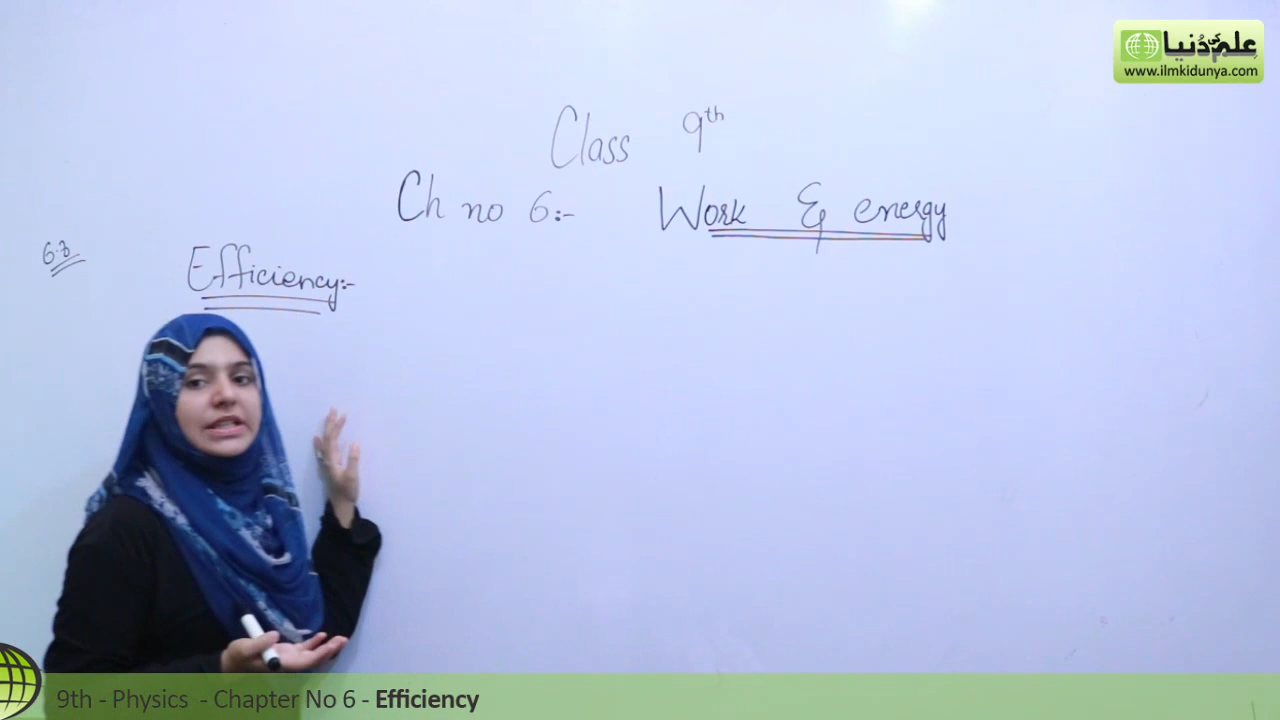 علم کی دُنیا
www.ilmkidunya.com
Class 9th
Ch no 6:- Work & energy
6.8
Efficiency:-
9th - Physics - Chapter No 6 - Efficiency